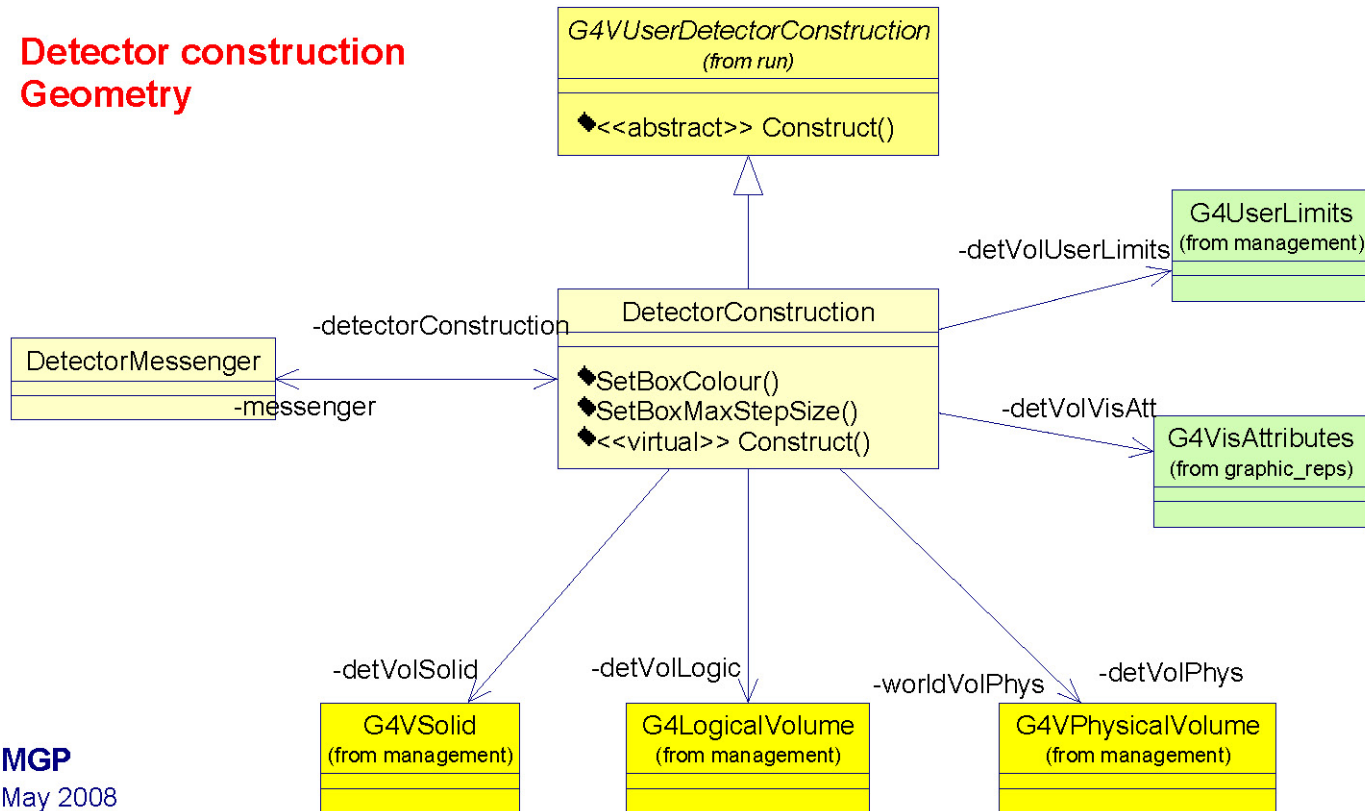 Detector construction
Geometry
G4VUserDetectorConstruction
(from run)
<<abstract>> Construct()
G4UserLimits
(from management)
-detVolUserLimits
DetectorConstruction
-detectorConstruction
DetectorMessenger
SetBoxColour()
-messenger
SetBoxMaxStepSize()
<<virtual>> Construct()
-detVolVisAtt
G4VisAttributes
(from graphic_reps)
-detVolSolid
-detVolLogic
-worldVolPhys
-detVolPhys
G4VSolid
(from management)
G4LogicalVolume
(from management)
G4VPhysicalVolume
(from management)
MGP
May 2008